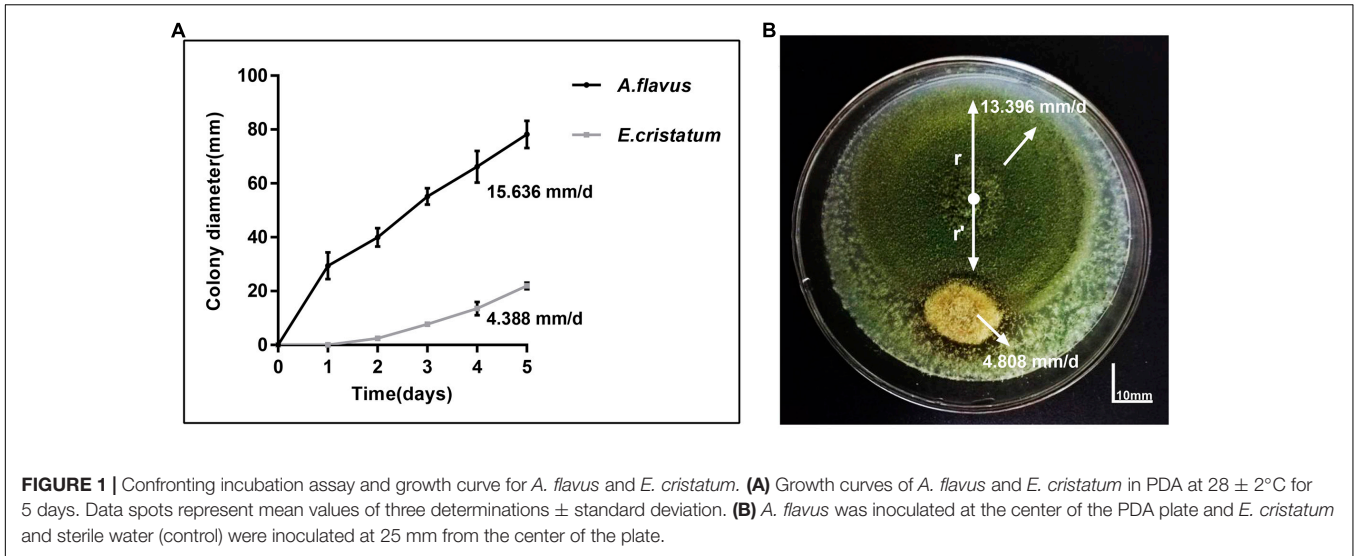 A
B
100
80
60
40
20
0
0 1 2 3 4 5
Colony diameter(mm)
Time(days)
A.flavus
E.cristatum
15.636 mm/d
4.388 mm/d
13.396 mm/d
r
r'
4.808 mm/d
10mm
FIGURE 1 | Confronting incubation assay and growth curve for A. flavus and E. cristatum. (A) Growth curves of A. flavus and E. cristatum in PDA at 28 ± 2°C for
5 days. Data spots represent mean values of three determinations ± standard deviation. (B) A. flavus was inoculated at the center of the PDA plate and E. cristatum
and sterile water (control) were inoculated at 25 mm from the center of the plate.